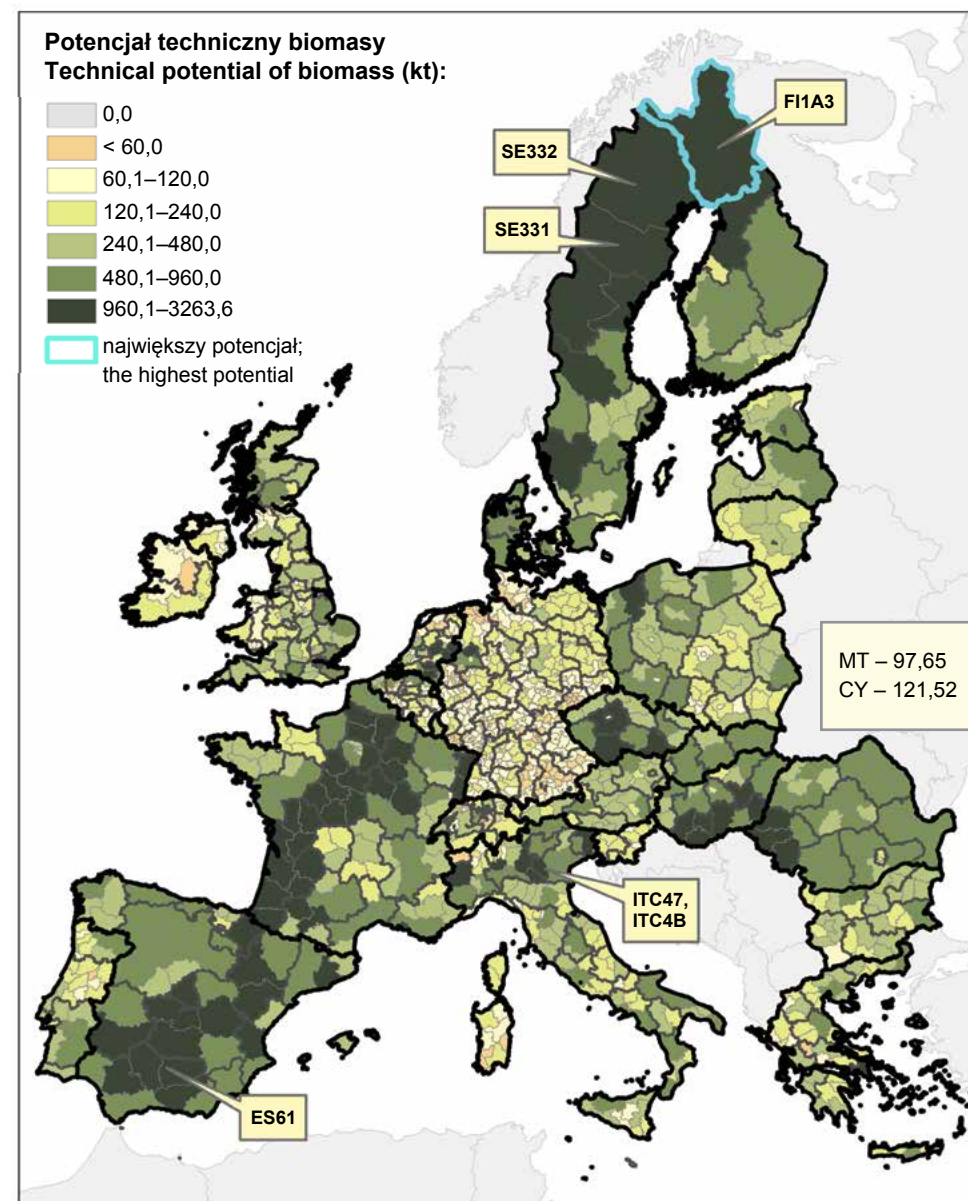 Potencjał techniczny biomasy
Technical potential of biomass (kt):
0,0
< 60,0
60,1–120,0
120,1–240,0
240,1–480,0
480,1–960,0
960,1–3263,6
największy potencjał;
the highest potential
FI1A3
SE332
SE331
MT – 97,65
CY – 121,52
ITC47,
ITC4B
ES61